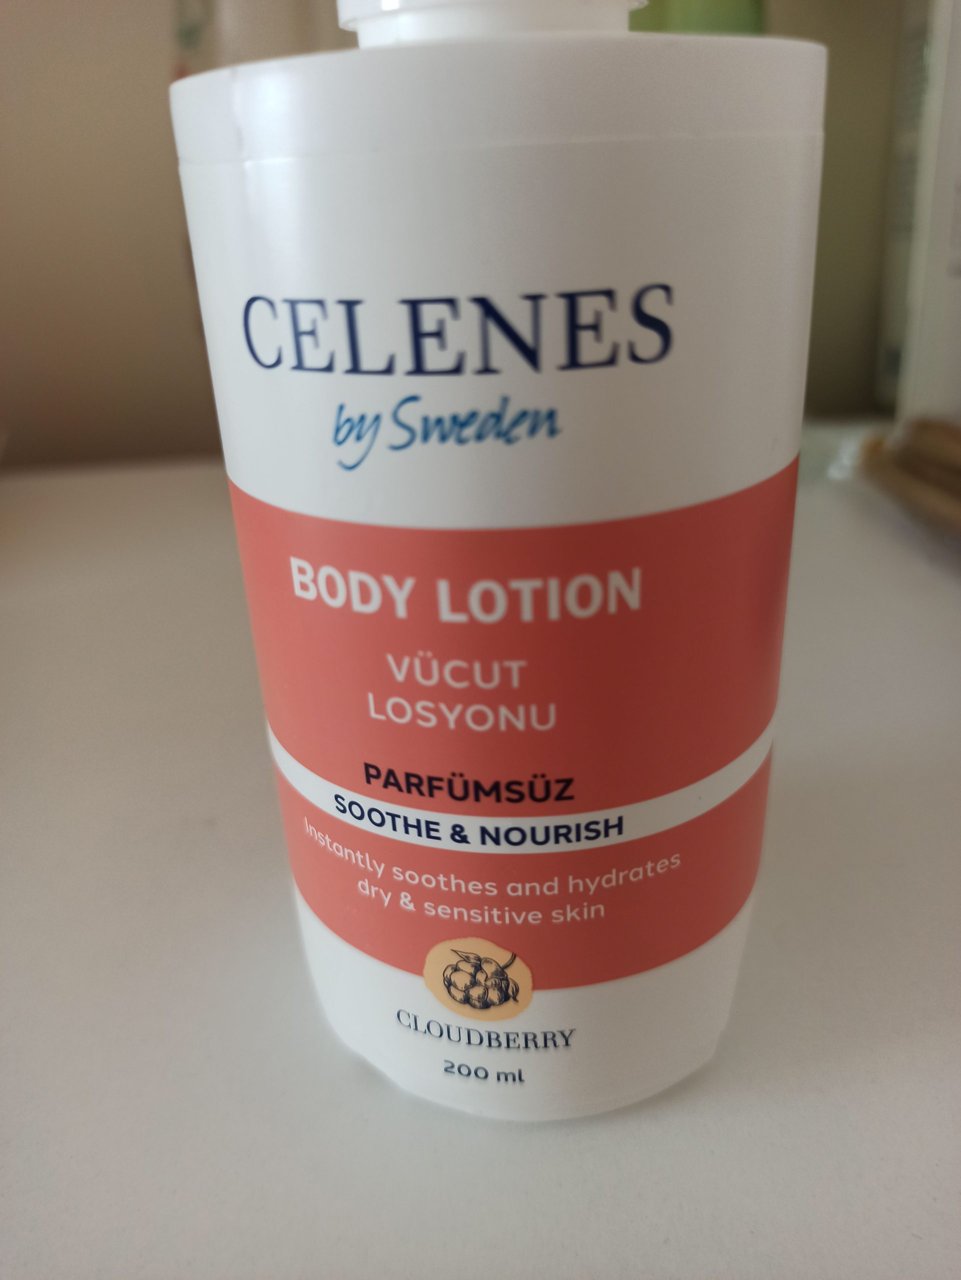 CELENES
by Sweden
BODY LOTION
VÜCUT
LOSYONU
PARFÜMSÜZ
SOOTHE & NOURISH
Instantly soothes and hydrates
dry & sensitive skin
CLOUDBERRY
200 ml